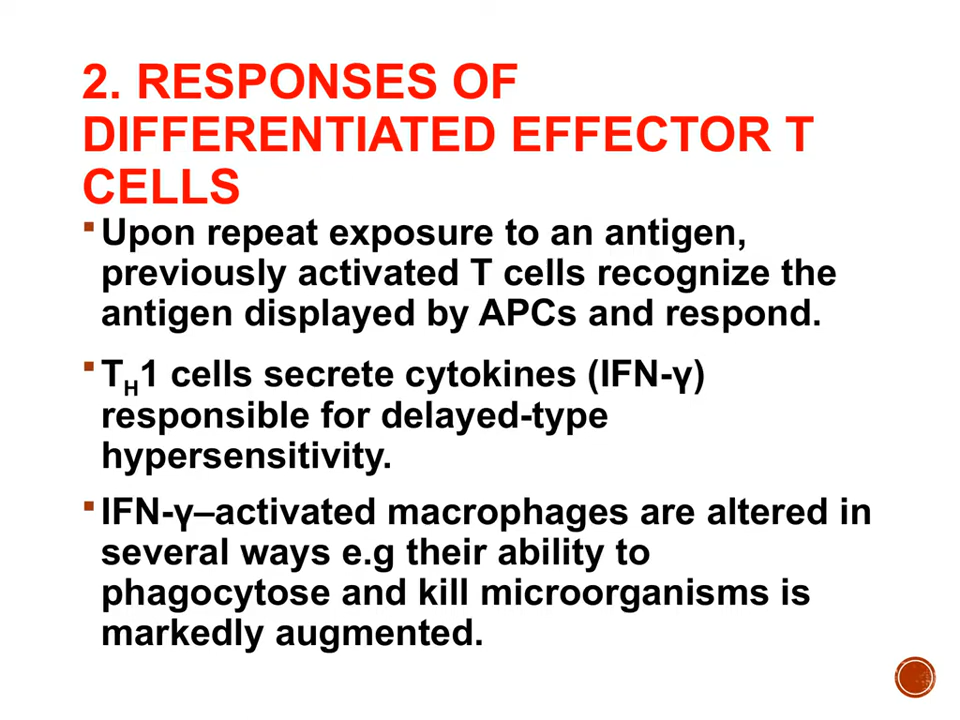 2. RESPONSES OF
DIFFERENTIATED EFFECTOR T
CELLS
▪Upon repeat exposure to an antigen,
previously activated T cells recognize the
antigen displayed by APCs and respond.
▪TH1 cells secrete cytokines (IFN-γ)
responsible for delayed-type
hypersensitivity.
▪IFN-γ–activated macrophages are altered in
several ways e.g their ability to
phagocytose and kill microorganisms is
markedly augmented.